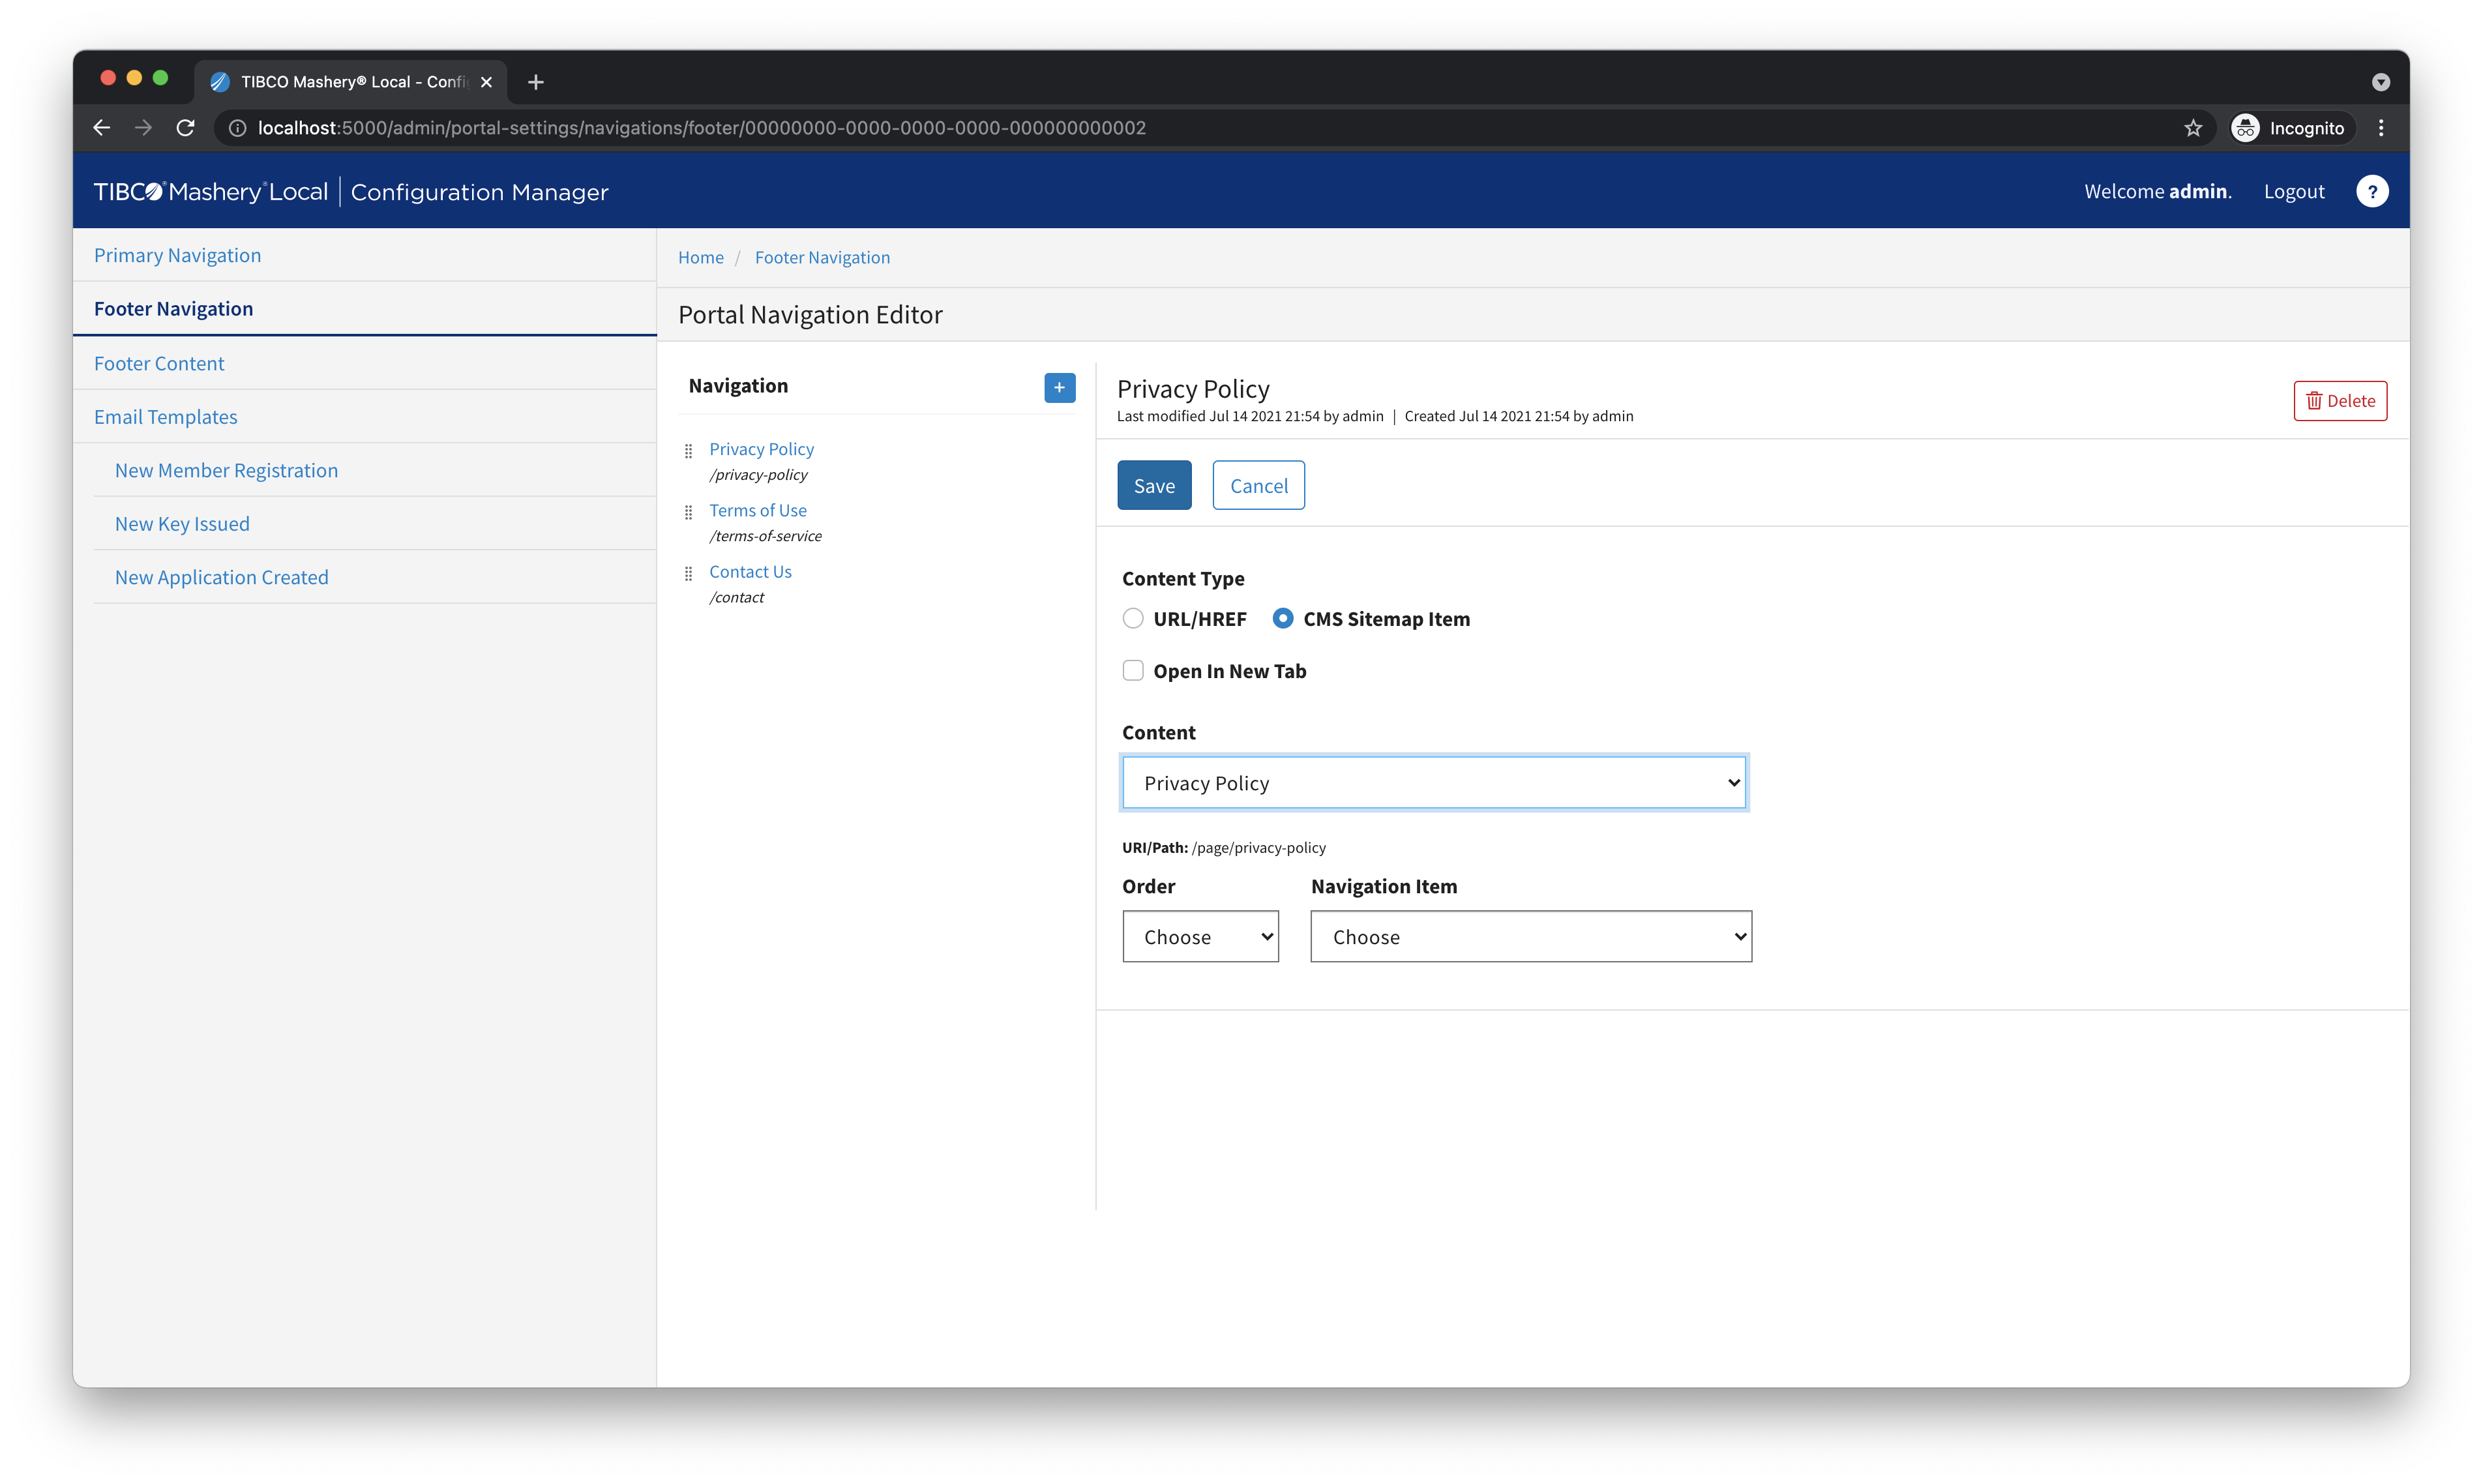 TIBCO Mashery® Local - Confi
localhost:5000/admin/portal-settings/navigations/footer/00000000-0000-0000-0000-000000000002
Incognito
TIBCO® Mashery® Local | Configuration Manager
Welcome admin.
Logout
?
Primary Navigation
Footer Navigation
Footer Content
Email Templates
New Member Registration
New Key Issued
New Application Created
Home / Footer Navigation
Portal Navigation Editor
Navigation
+
Privacy Policy
/privacy-policy
Terms of Use
/terms-of-service
Contact Us
/contact
Privacy Policy
Last modified Jul 14 2021 21:54 by admin | Created Jul 14 2021 21:54 by admin
Delete
Save
Cancel
Content Type
URL/HREF
CMS Sitemap Item
Open In New Tab
Content
Privacy Policy
URI/Path: /page/privacy-policy
Order
Navigation Item
Choose
Choose